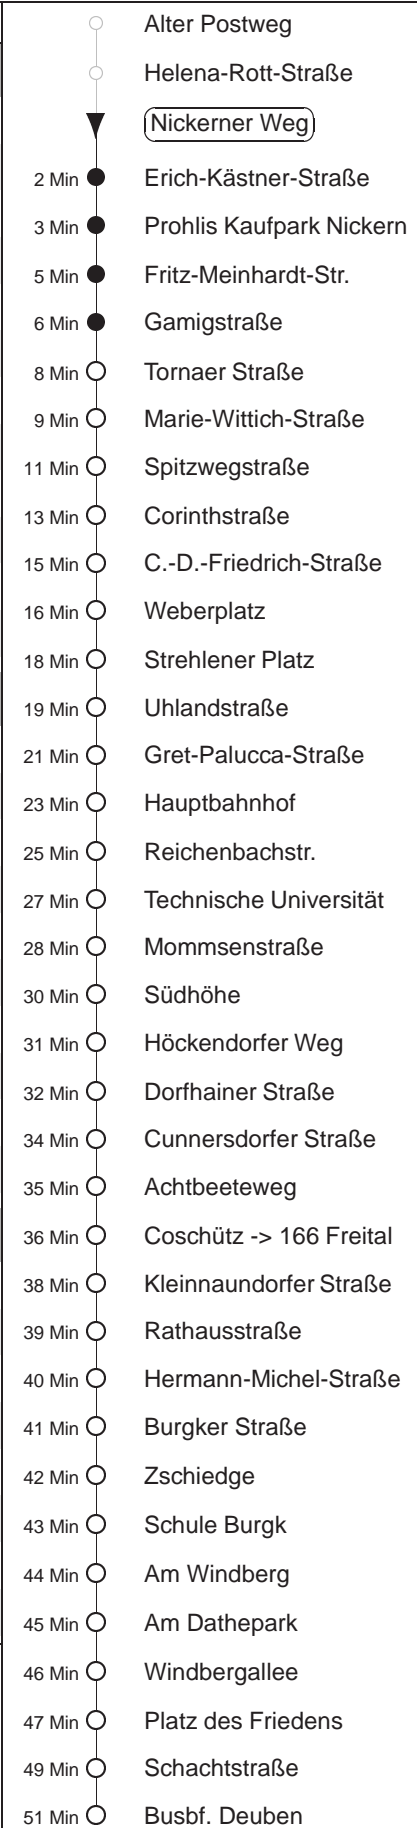 Alter Postweg
Helena-Rott-Straße
Nickerner Weg
2 Min Erich-Kästner-Straße
3 Min Prohlis Kaufpark Nickern
5 Min Fritz-Meinhardt-Str.
6 Min Gamigstraße
8 Min Tornaer Straße
9 Min Marie-Wittich-Straße
11 Min Spitzwegstraße
13 Min Corinthstraße
15 Min C.-D.-Friedrich-Straße
16 Min Weberplatz
18 Min Strehlener Platz
19 Min Uhlandstraße
21 Min Gret-Palucca-Straße
23 Min Hauptbahnhof
25 Min Reichenbachstr.
27 Min Technische Universität
28 Min Mommsenstraße
30 Min Südhöhe
31 Min Höckendorfer Weg
32 Min Dorfhainer Straße
34 Min Cunnersdorfer Straße
35 Min Achtbeeteweg
36 Min Coschütz -> 166 Freital
38 Min Kleinnaundorfer Straße
39 Min Rathausstraße
40 Min Hermann-Michel-Straße
41 Min Burgker Straße
42 Min Zschiedge
43 Min Schule Burgk
44 Min Am Windberg
45 Min Am Dathepark
46 Min Windbergallee
47 Min Platz des Friedens
49 Min Schachtstraße
51 Min Busbf. Deuben